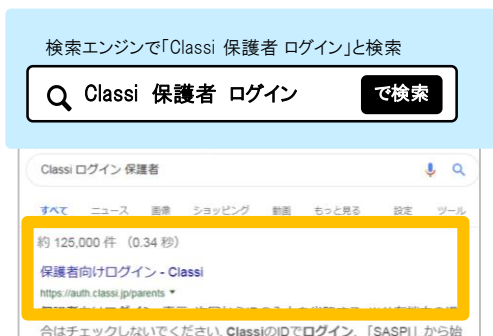 検索エンジンで「Classi 保護者 ログイン」と検索
Classi 保護者 ログイン で検索
Classi ログイン 保護者
すべて ニュース 画像 ショッピング 動画 もっと見る 設定 ツール
約 125,000 件 (0.34 秒)
保護者向けログイン - Classi
https://auth.classi.jp/parents
合はチェックしないでください. ClassiのIDでログイン. 「SASPI」から始